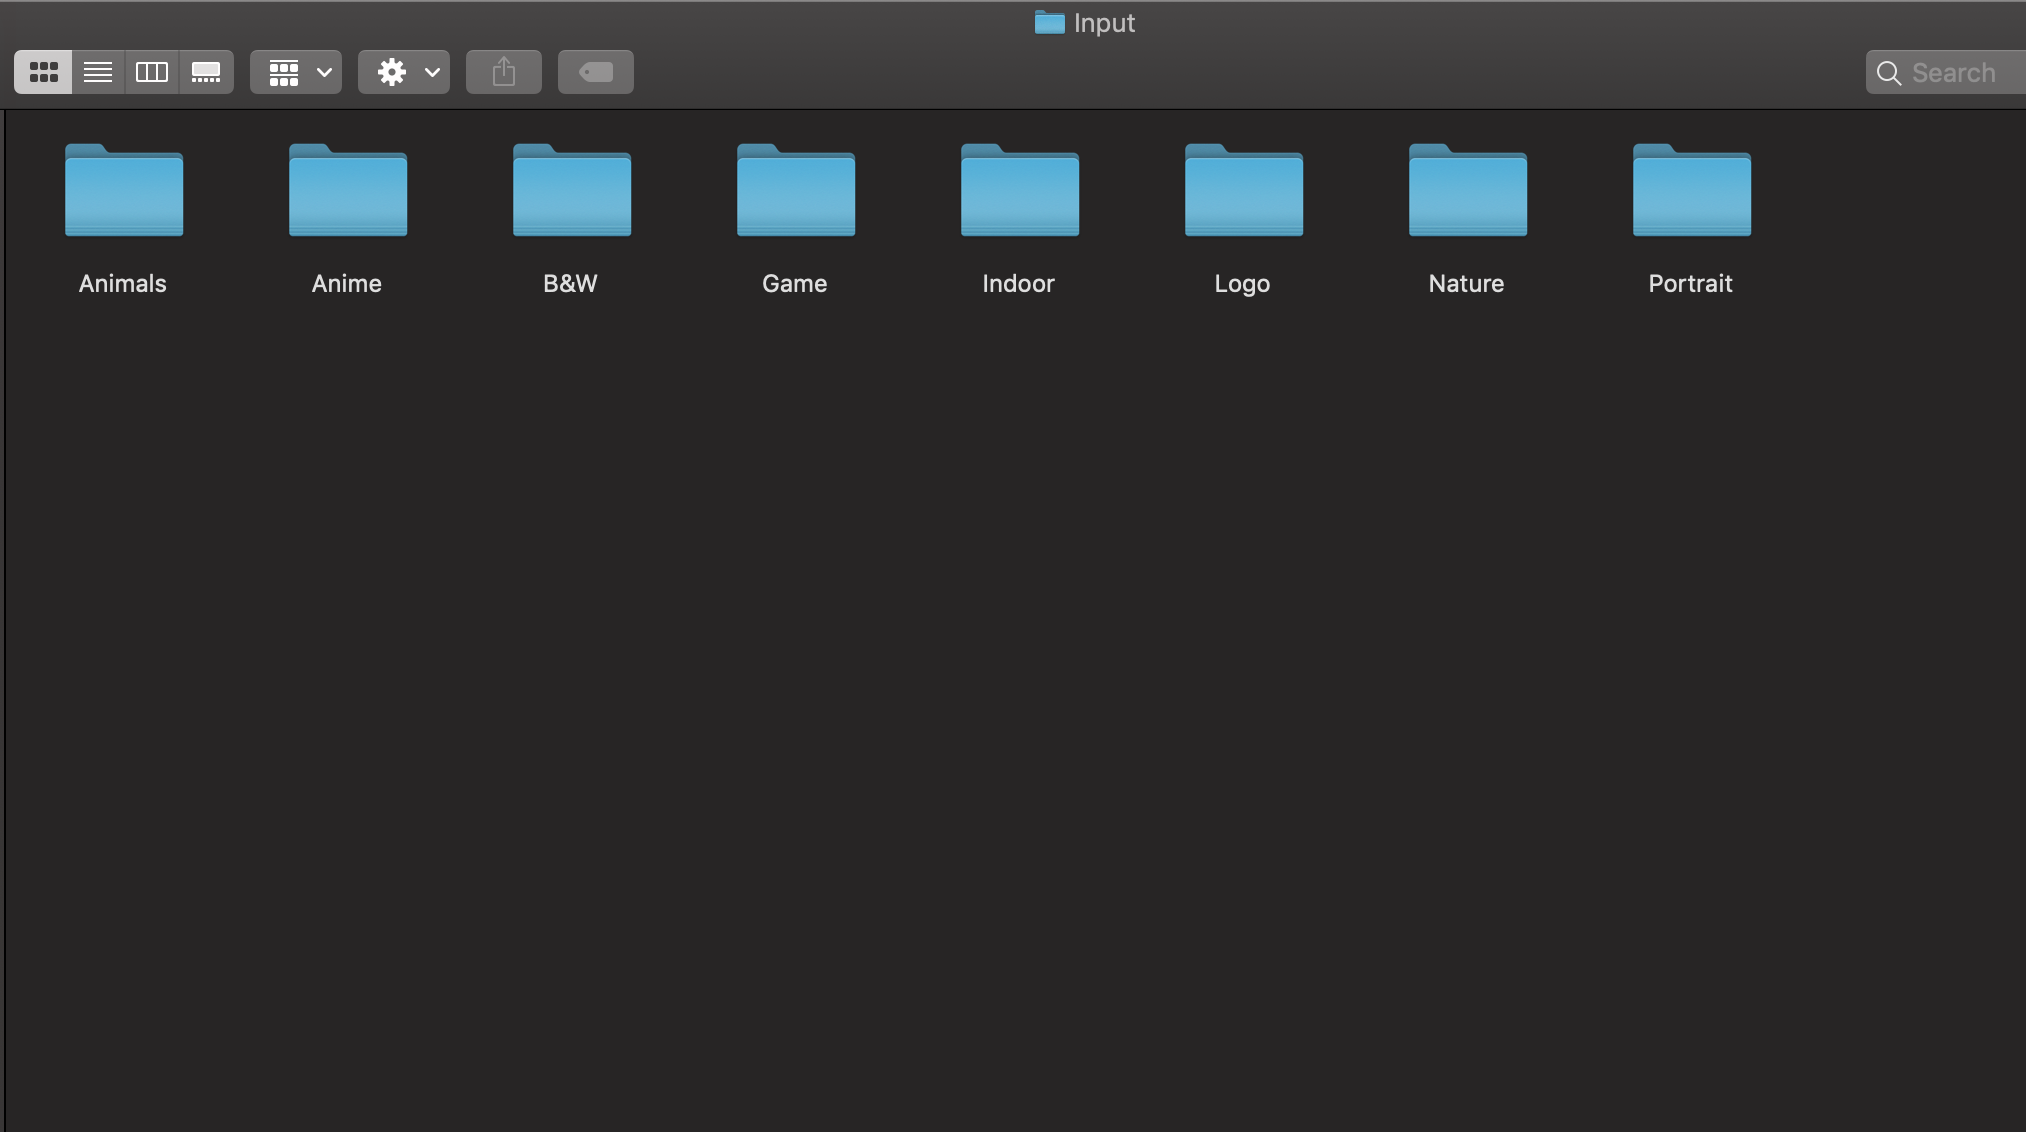 Input
Search
Animals
Anime
B&W
Game
Indoor
Logo
Nature
Portrait